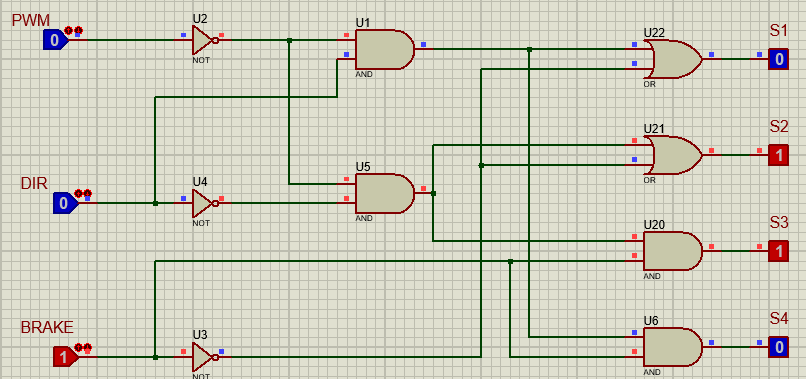 PWM
0
U2
NOT
U1
AND
U22
OR
S1
0
U21
OR
S2
1
DIR
0
U4
NOT
U5
AND
U20
AND
S3
1
BRAKE
1
U3
NOT
U6
AND
S4
0